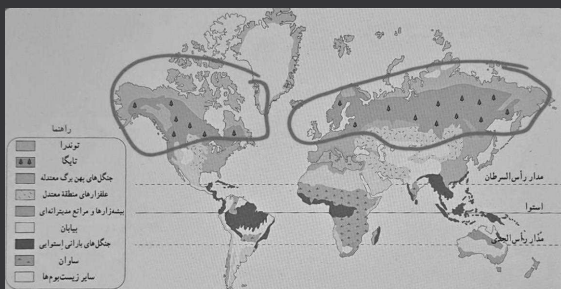 راهنما
توندرا
تایگا
جنگل‌های پهن برگ معتدله
علفزارهای منطقهٔ معتدل
بیشه‌زارها و مراتع مدیترانه‌ای
بیابان
جنگل‌های بارانی استوایی
ساوان
سایر زیست‌بوم‌ها
مدار رأس‌السرطان
استوا
مدار رأس‌الجدی